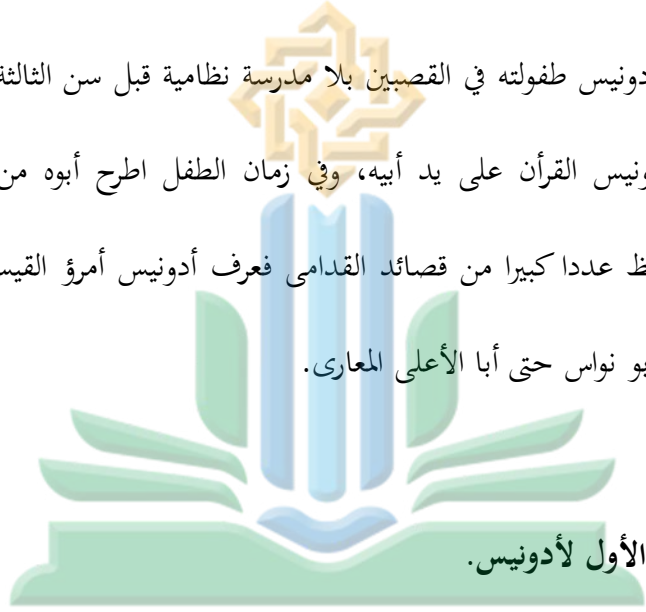 دونيس طفولته في القصبين بلا مدرسة نظامية قبل سن الثالثة
ونيس القرأن على يد أبيه، وفي زمان الطفل اطرح أبوه من
ظ عددا كبيرا من قصائد القدامى فعرف أدونيس أمرؤ القيس
بو نواس حتى أبا الأعلى المعارى.
الأول لأدونيس.